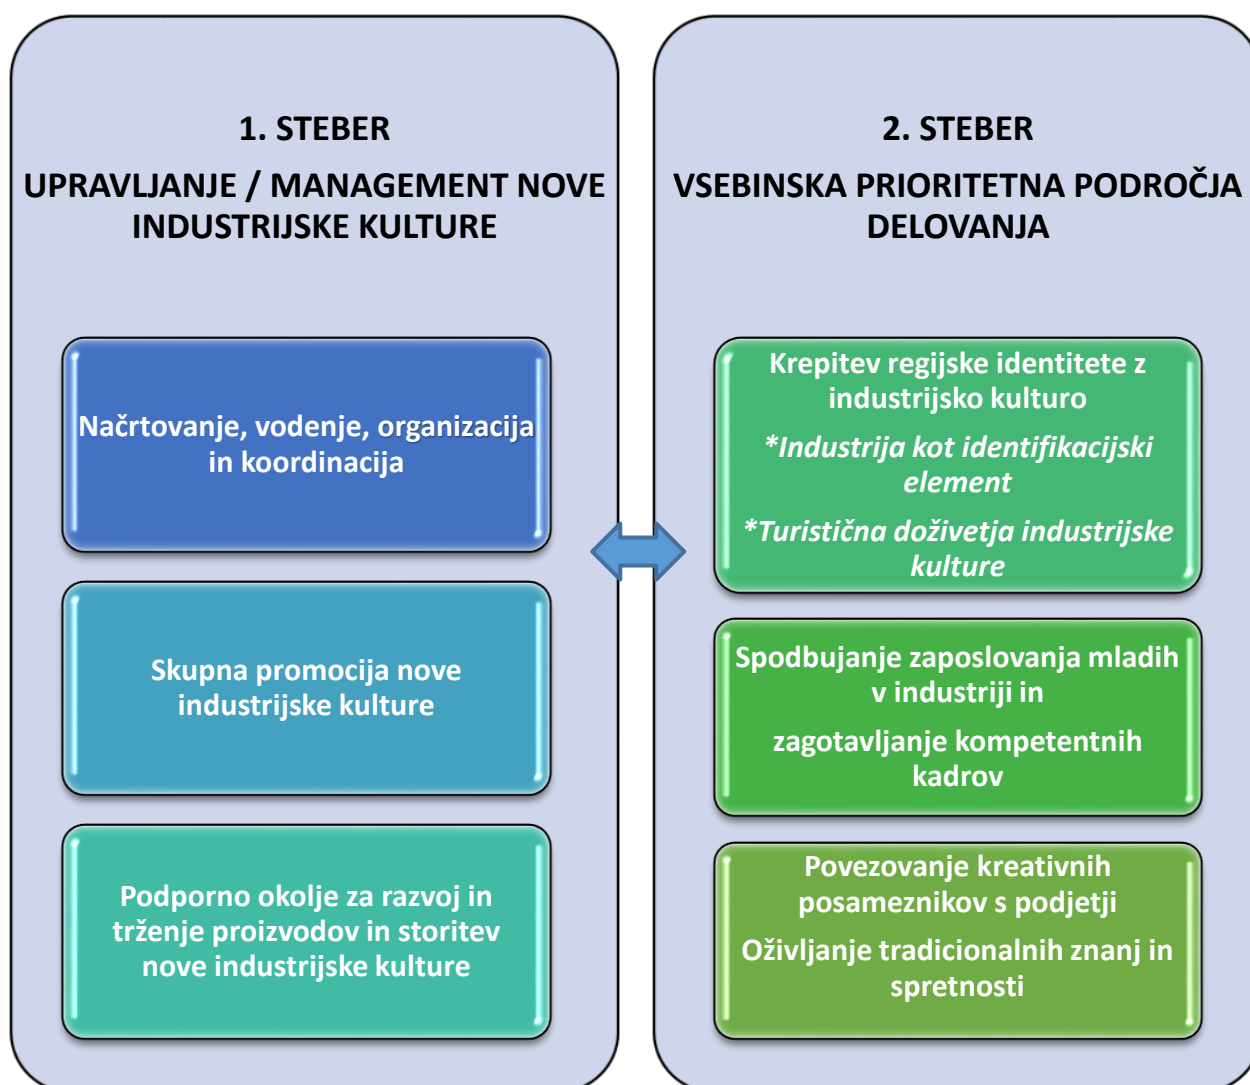 1. STEBER
UPRAVLJANJE / MANAGEMENT NOVE
INDUSTRIJSKE KULTURE
Načrtovanje, vodenje, organizacija
in koordinacija
Skupna promocija nove
industrijske kulture
Podporno okolje za razvoj in
trženje proizvodov in storitev
nove industrijske kulture
2. STEBER
VSEBINSKA PRIORITETNA PODROČJA
DELOVANJA
Krepitev regijske identitete z
industrijsko kulturo
*Industrija kot identifikacijski
element
*Turistična doživetja industrijske
kulture
Spodbujanje zaposlovanja mladih
v industriji in
zagotavljanje kompetentnih
kadrov
Povezovanje kreativnih
posameznikov s podjetji
Oživljanje tradicionalnih znanj in
spretnosti